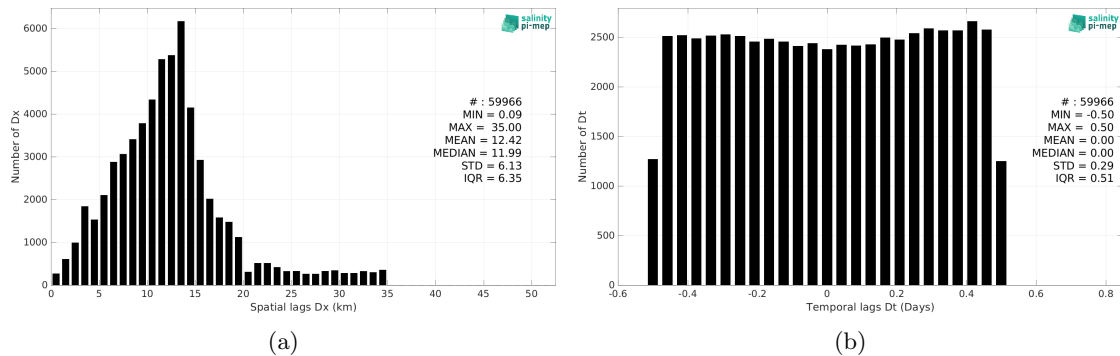 salinity
pi-mep
6000
5000
4000
3000
2000
1000
0
Number of Dx
# : 59966
MIN = 0.09
MAX = 35.00
MEAN = 12.42
MEDIAN = 11.99
STD = 6.13
IQR = 6.35
0 5 10 15 20 25 30 35 40 45 50
Spatial lags Dx (km)
(a)
salinity
pi-mep
2500
2000
1500
1000
500
0
Number of Dt
# : 59966
MIN = -0.50
MAX = 0.50
MEAN = 0.00
MEDIAN = 0.00
STD = 0.29
IQR = 0.51
-0.6 -0.4 -0.2 0 0.2 0.4 0.6 0.8
Temporal lags Dt (Days)
(b)